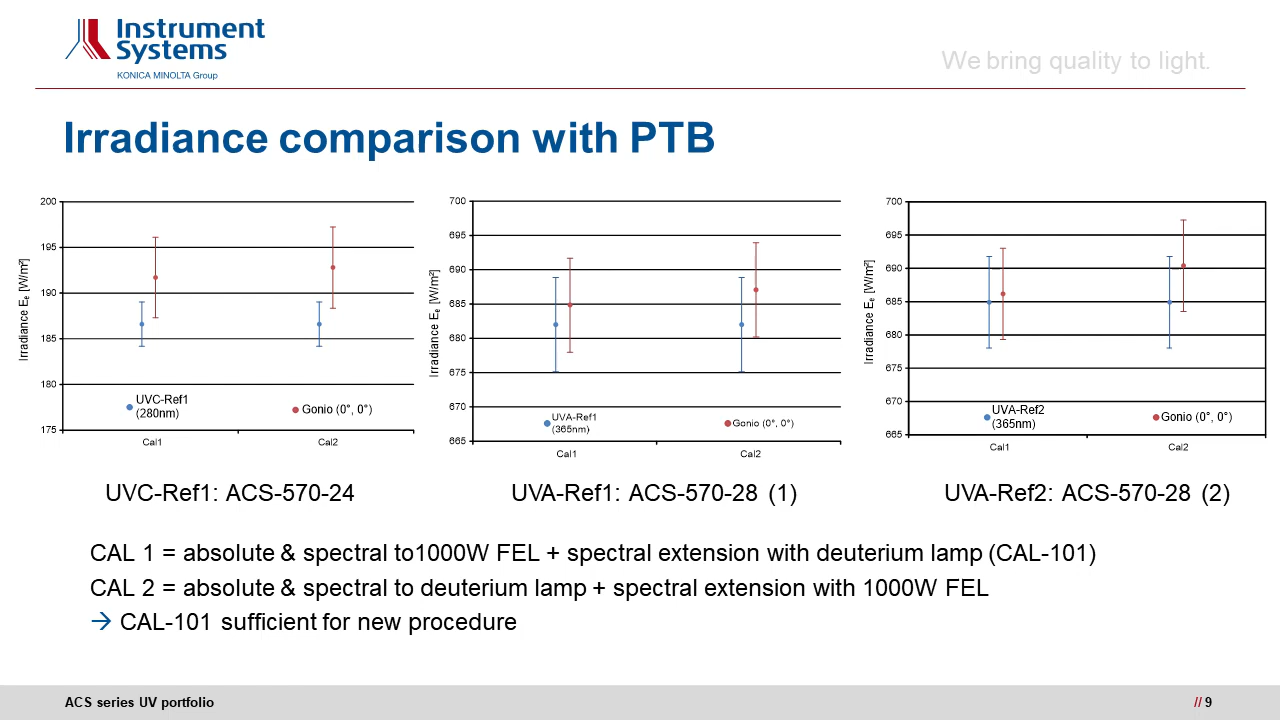 Instrument
Systems
KONICA MINOLTA Group
We bring quality to light.
Irradiance comparison with PTB
Irradiance Ee [W/m²]
200
195
190
185
180
175
UVC-Ref1
(280nm)
Gonio (0°, 0°)
Cal1
Cal2
Irradiance Ee [W/m²]
700
695
690
685
680
675
670
665
UVA-Ref1
(365nm)
Gonio (0°, 0°)
Cal1
Cal2
Irradiance Ee [W/m²]
700
695
690
685
680
675
670
665
UVA-Ref2
(365nm)
Gonio (0°, 0°)
Cal1
Cal2
UVC-Ref1: ACS-570-24
UVA-Ref1: ACS-570-28 (1)
UVA-Ref2: ACS-570-28 (2)
CAL 1 = absolute & spectral to1000W FEL + spectral extension with deuterium lamp (CAL-101)
CAL 2 = absolute & spectral to deuterium lamp + spectral extension with 1000W FEL
→ CAL-101 sufficient for new procedure
ACS series UV portfolio
// 9